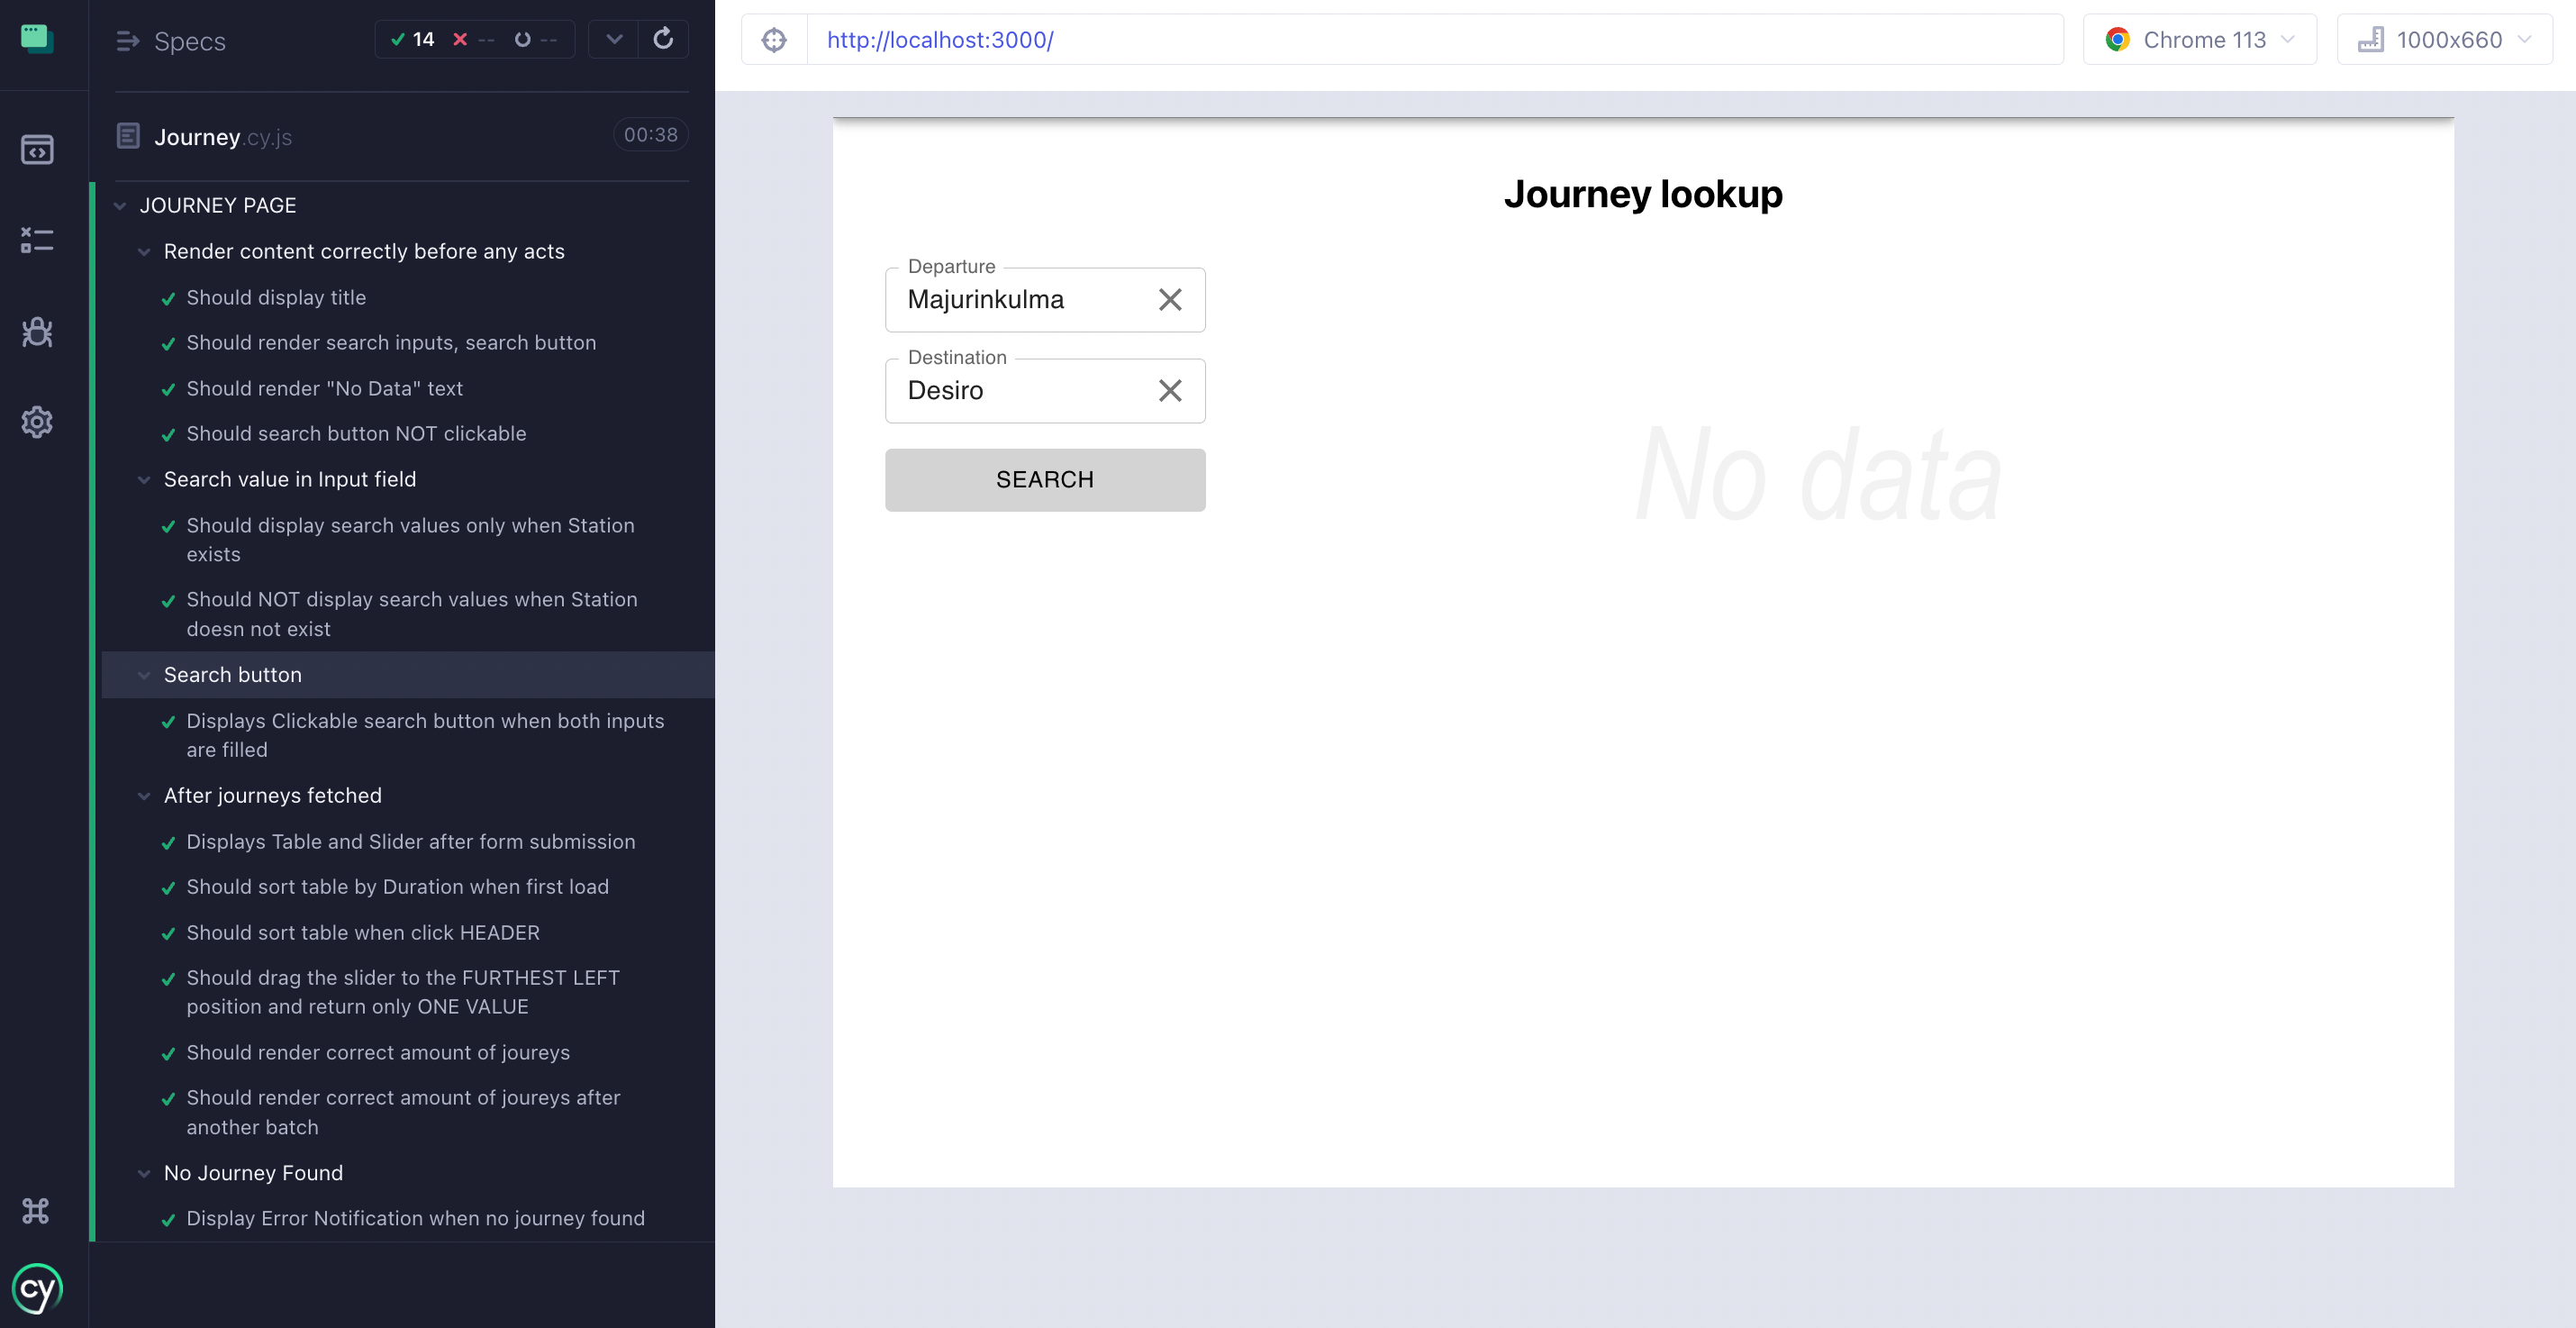 Specs
14 -- --
Journey.cy.js
00:38
JOURNEY PAGE
Render content correctly before any acts
Should display title
Should render search inputs, search button
Should render "No Data" text
Should search button NOT clickable
Search value in Input field
Should display search values only when Station
exists
Should NOT display search values when Station
doesn not exist
Search button
Displays Clickable search button when both inputs
are filled
After journeys fetched
Displays Table and Slider after form submission
Should sort table by Duration when first load
Should sort table when click HEADER
Should drag the slider to the FURTHEST LEFT
position and return only ONE VALUE
Should render correct amount of joureys
Should render correct amount of joureys after
another batch
No Journey Found
Display Error Notification when no journey found
cy
http://localhost:3000/
Chrome 113
1000x660
Journey lookup
Departure
Majurinkulma
Destination
Desiro
SEARCH
No data